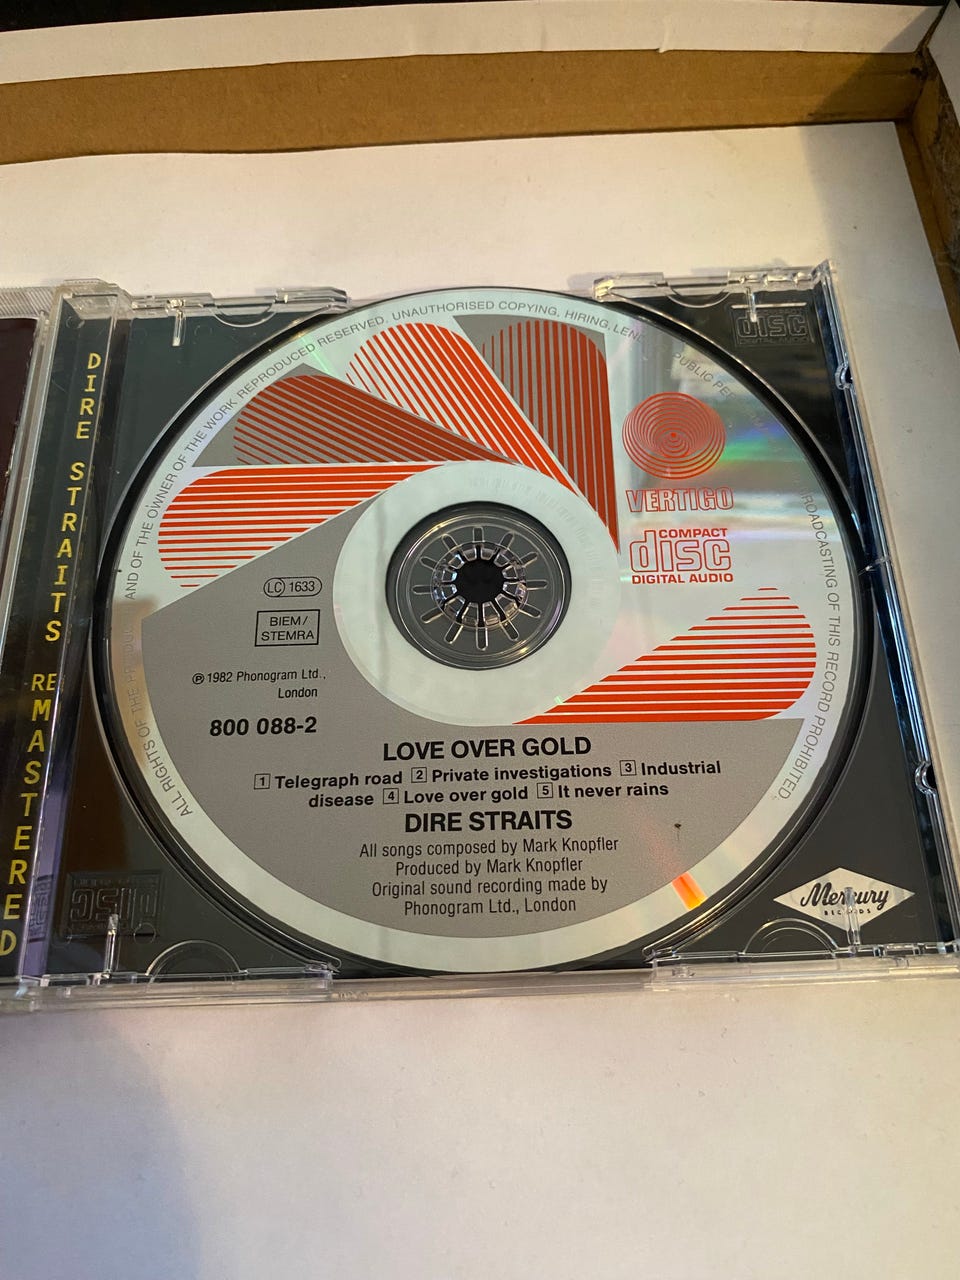 DIRE STRAITS REMASTERED
ALL RIGHTS OF THE AND OF THE OWNER OF THE WORK REPRODUCED RESERVED. UNAUTHORISED COPYING, HIRING, PUBLIC OF THIS RECORD PROHIBITED
disc
DIGITAL AUDIO
VERTIGO
COMPACT
disc
DIGITAL AUDIO
LC 1633
BIEM/
STEMRA
℗ 1982 Phonogram Ltd.,
London
800 088-2
LOVE OVER GOLD
1 Telegraph road 2 Private investigations 3 Industrial
disease 4 Love over gold 5 It never rains
DIRE STRAITS
All songs composed by Mark Knopfler
Produced by Mark Knopfler
Original sound recording made by
Phonogram Ltd., London
Mercury
RECORDS